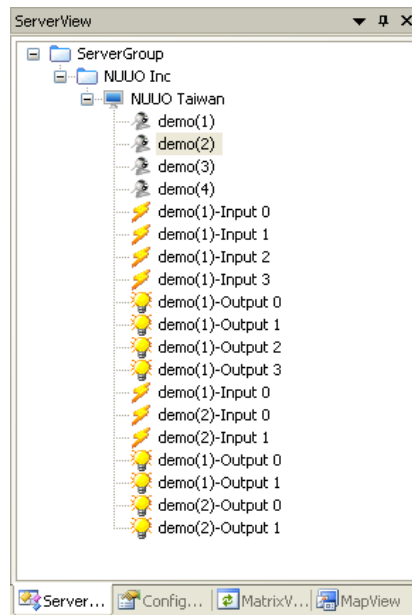 ServerView
ServerGroup
NUUO Inc
NUUO Taiwan
demo(1)
demo(2)
demo(3)
demo(4)
demo(1)-Input 0
demo(1)-Input 1
demo(1)-Input 2
demo(1)-Input 3
demo(1)-Output 0
demo(1)-Output 1
demo(1)-Output 2
demo(1)-Output 3
demo(1)-Input 0
demo(2)-Input 0
demo(2)-Input 1
demo(1)-Output 0
demo(1)-Output 1
demo(2)-Output 0
demo(2)-Output 1
Server... Config... MatrixV... MapView